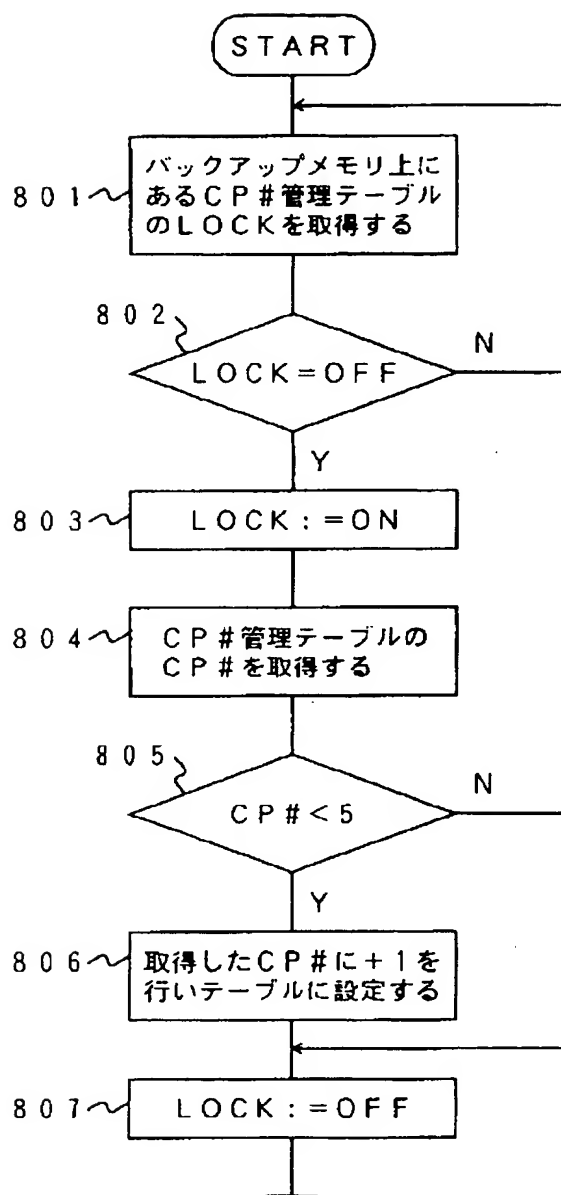 START
バックアップメモリ上に
801
あるCP#管理テーブル
のLOCKを取得する
802
LOCK=OFF
N
Y
803
LOCK:=ON
804
CP#管理テーブルの
CP#を取得する
805
CP#<5
N
Y
806
取得したCP#に+1を
行いテーブルに設定する
807
LOCK:=OFF